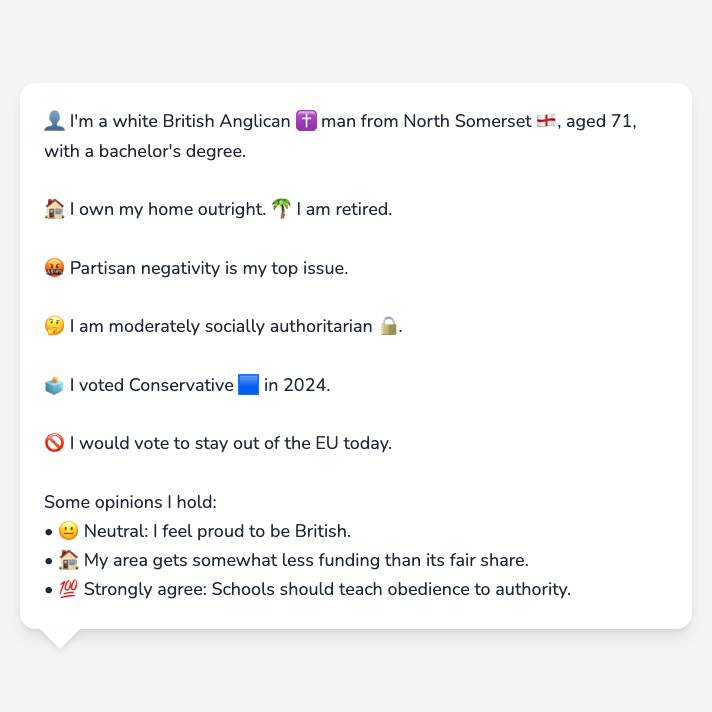 👤 I'm a white British Anglican ✝️ man from North Somerset 🏴󠁧󠁢󠁥󠁮󠁧󠁿, aged 71,
with a bachelor's degree.
🏠 I own my home outright. 🌴 I am retired.
🤬 Partisan negativity is my top issue.
🤔 I am moderately socially authoritarian 🔒.
🗳️ I voted Conservative 🟦 in 2024.
🚫 I would vote to stay out of the EU today.
Some opinions I hold:
• 😐 Neutral: I feel proud to be British.
• 🏠 My area gets somewhat less funding than its fair share.
• 💯 Strongly agree: Schools should teach obedience to authority.